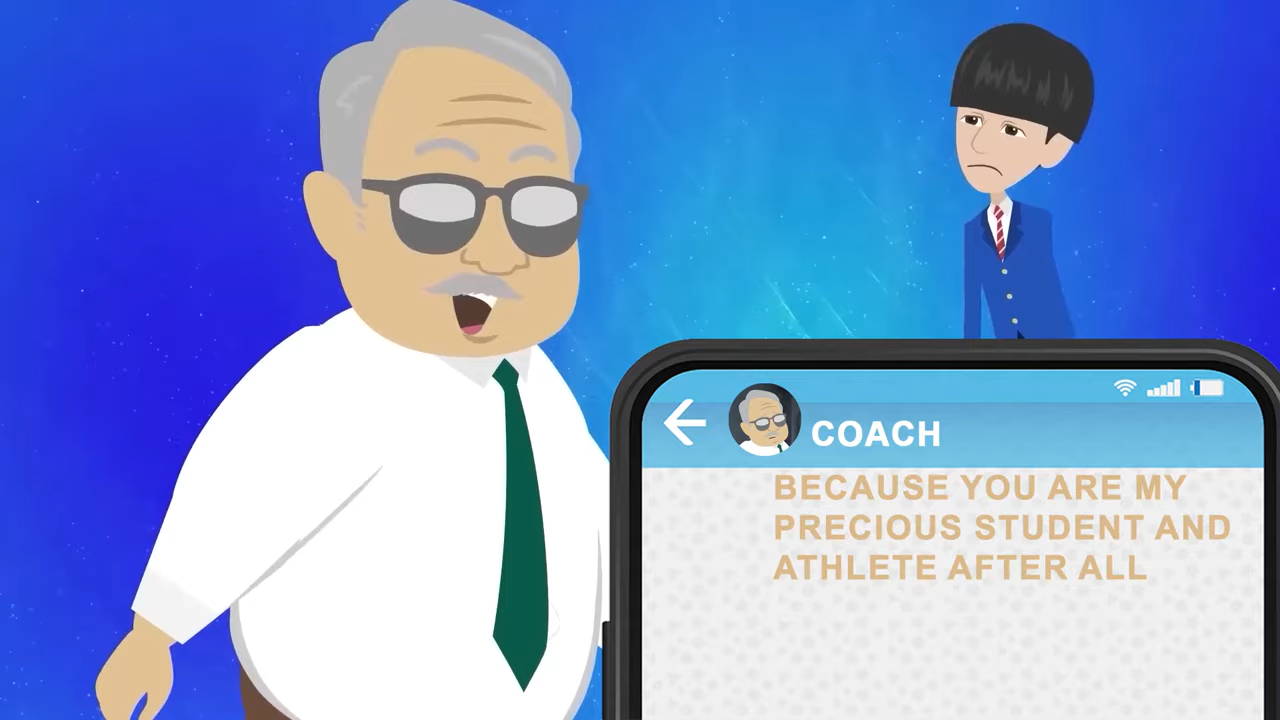 COACH
BECAUSE YOU ARE MY
PRECIOUS STUDENT AND
ATHLETE AFTER ALL